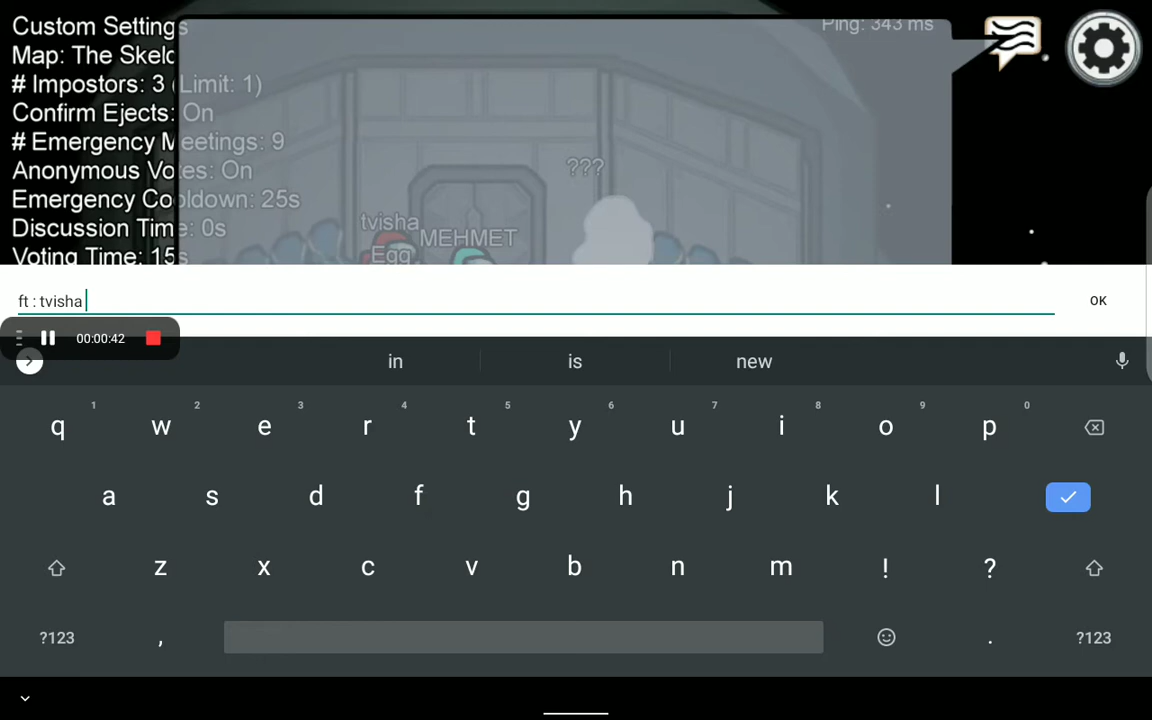 Custom Settings
Map: The Skeld
# Impostors: 3 (Limit: 1)
Confirm Ejects: On
# Emergency Meetings: 9
Anonymous Votes: On
Emergency Cooldown: 25s
Discussion Time: 0s
Voting Time: 15s
Ping: 343 ms
???
tvisha
MEHMET
Egg
ft : tvisha
OK
00:00:42
in is new
1 2 3 4 5 6 7 8 9 0
q w e r t y u i o p
a s d f g h j k l
z x c v b n m ! ?
?123 , . ?123